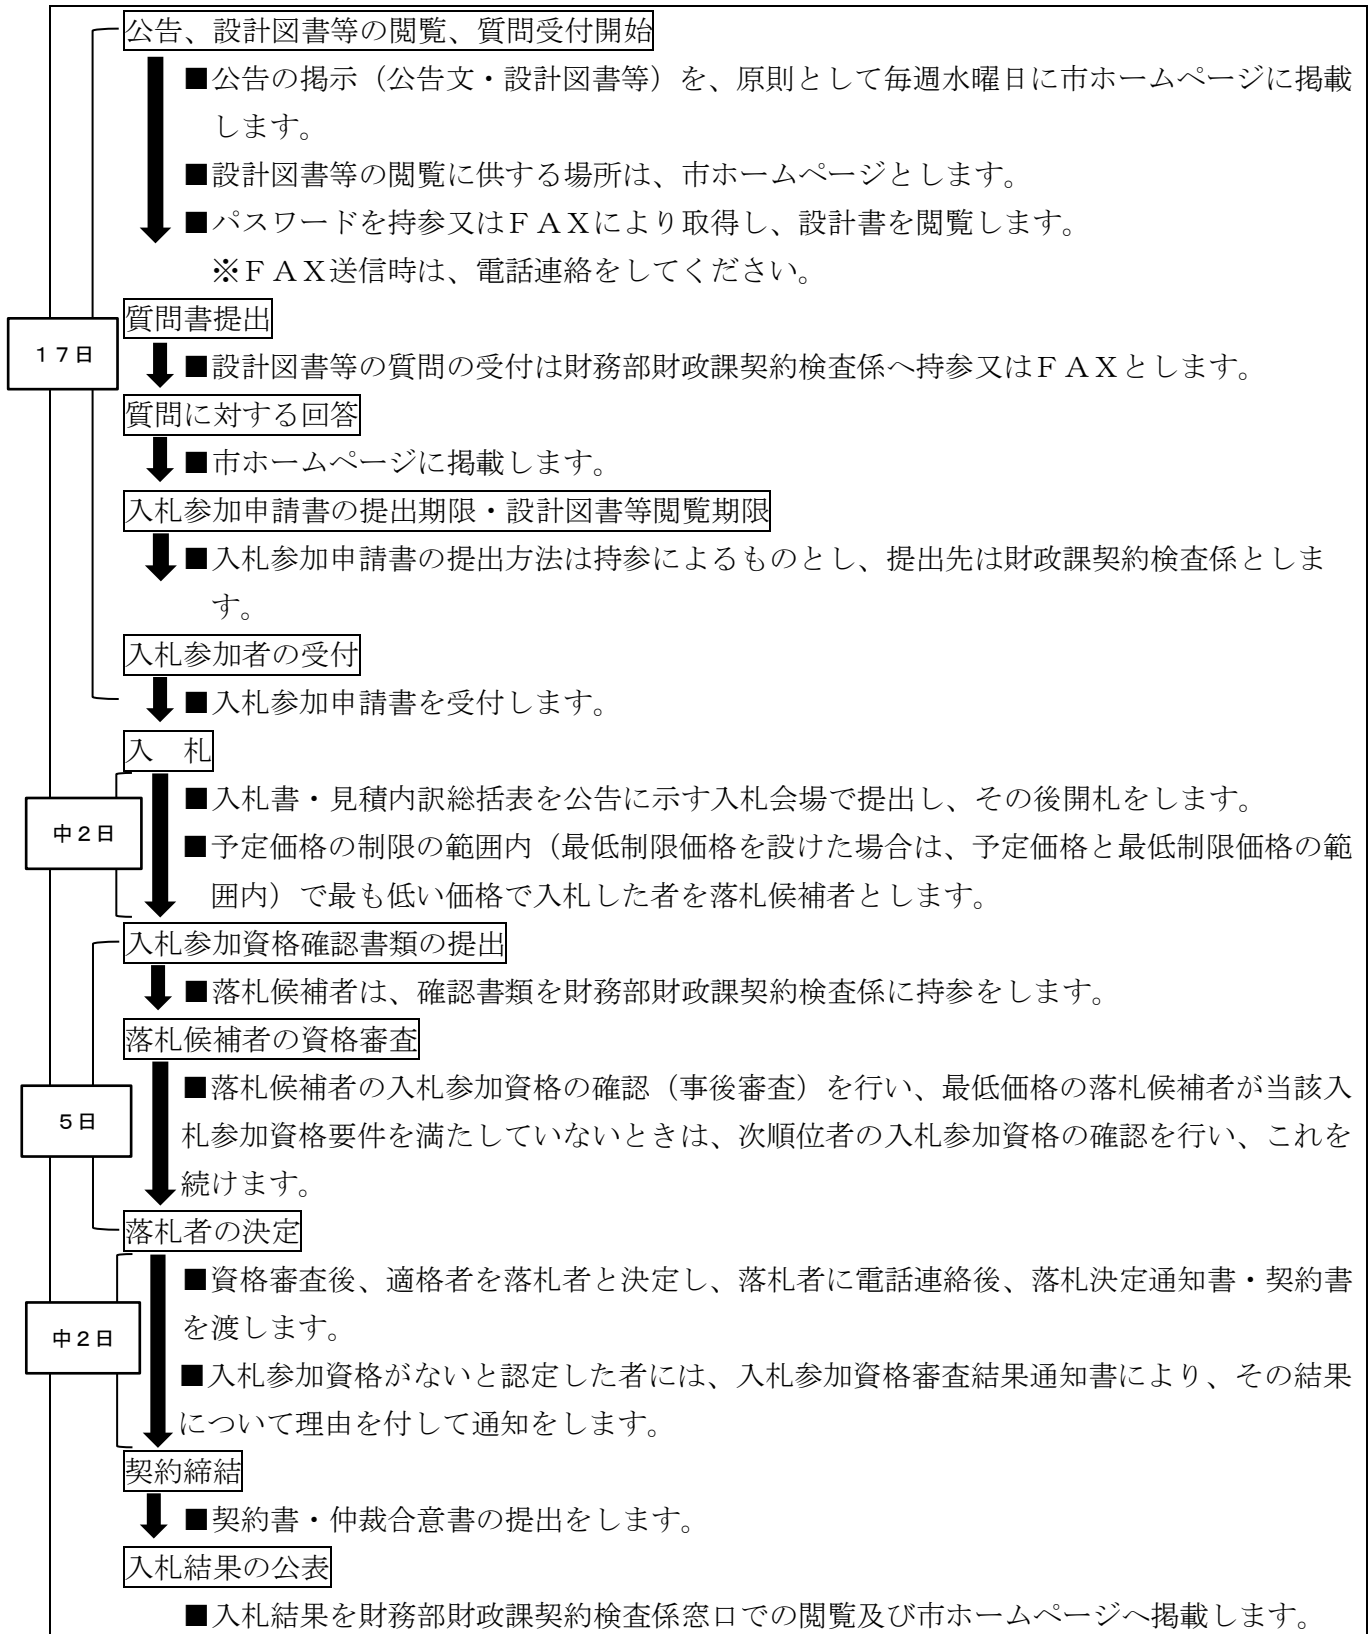 公告、設計図書等の閲覧、質問受付開始
■公告の掲示（公告文・設計図書等）を、原則として毎週水曜日に市ホームページに掲載
します。
■設計図書等の閲覧に供する場所は、市ホームページとします。
■パスワードを持参又はＦＡＸにより取得し、設計書を閲覧します。
※ＦＡＸ送信時は、電話連絡をしてください。
質問書提出
１７日
■設計図書等の質問の受付は財務部財政課契約検査係へ持参又はＦＡＸとします。
質問に対する回答
■市ホームページに掲載します。
入札参加申請書の提出期限・設計図書等閲覧期限
■入札参加申請書の提出方法は持参によるものとし、提出先は財政課契約検査係としま
す。
入札参加者の受付
■入札参加申請書を受付します。
入　札
■入札書・見積内訳総括表を公告に示す入札会場で提出し、その後開札をします。
中２日
■予定価格の制限の範囲内（最低制限価格を設けた場合は、予定価格と最低制限価格の範
囲内）で最も低い価格で入札した者を落札候補者とします。
入札参加資格確認書類の提出
■落札候補者は、確認書類を財務部財政課契約検査係に持参をします。
落札候補者の資格審査
■落札候補者の入札参加資格の確認（事後審査）を行い、最低価格の落札候補者が当該入
５日
札参加資格要件を満たしていないときは、次順位者の入札参加資格の確認を行い、これを
続けます。
落札者の決定
■資格審査後、適格者を落札者と決定し、落札者に電話連絡後、落札決定通知書・契約書
を渡します。
中２日
■入札参加資格がないと認定した者には、入札参加資格審査結果通知書により、その結果
について理由を付して通知をします。
契約締結
■契約書・仲裁合意書の提出をします。
入札結果の公表
■入札結果を財務部財政課契約検査係窓口での閲覧及び市ホームページへ掲載します。